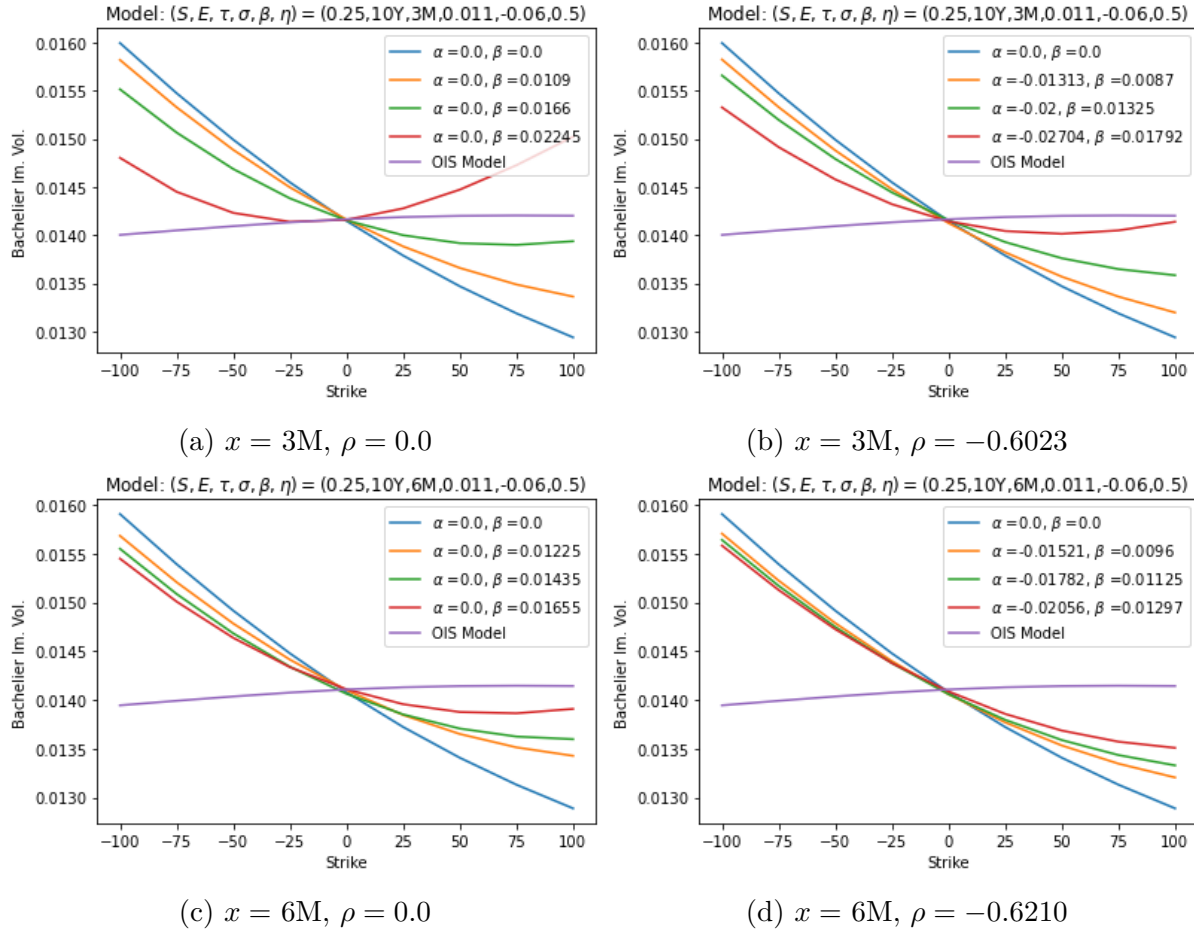 Model: (S, E, τ, σ, β, η) = (0.25,10Y,3M,0.011,-0.06,0.5)
0.0160
0.0155
0.0150
0.0145
0.0140
0.0135
0.0130
Bachelier Im. Vol.
α =0.0, β =0.0
α =0.0, β =0.0109
α =0.0, β =0.0166
α =0.0, β =0.02245
OIS Model
−100 −75 −50 −25 0 25 50 75 100
Strike
(a) x = 3M, ρ = 0.0
Model: (S, E, τ, σ, β, η) = (0.25,10Y,3M,0.011,-0.06,0.5)
0.0160
0.0155
0.0150
0.0145
0.0140
0.0135
0.0130
Bachelier Im. Vol.
α =0.0, β =0.0
α =-0.01313, β =0.0087
α =-0.02, β =0.01325
α =-0.02704, β =0.01792
OIS Model
−100 −75 −50 −25 0 25 50 75 100
Strike
(b) x = 3M, ρ = −0.6023
Model: (S, E, τ, σ, β, η) = (0.25,10Y,6M,0.011,-0.06,0.5)
0.0160
0.0155
0.0150
0.0145
0.0140
0.0135
0.0130
Bachelier Im. Vol.
α =0.0, β =0.0
α =0.0, β =0.01225
α =0.0, β =0.01435
α =0.0, β =0.01655
OIS Model
−100 −75 −50 −25 0 25 50 75 100
Strike
(c) x = 6M, ρ = 0.0
Model: (S, E, τ, σ, β, η) = (0.25,10Y,6M,0.011,-0.06,0.5)
0.0160
0.0155
0.0150
0.0145
0.0140
0.0135
0.0130
Bachelier Im. Vol.
α =0.0, β =0.0
α =-0.01521, β =0.0096
α =-0.01782, β =0.01125
α =-0.02056, β =0.01297
OIS Model
−100 −75 −50 −25 0 25 50 75 100
Strike
(d) x = 6M, ρ = −0.6210